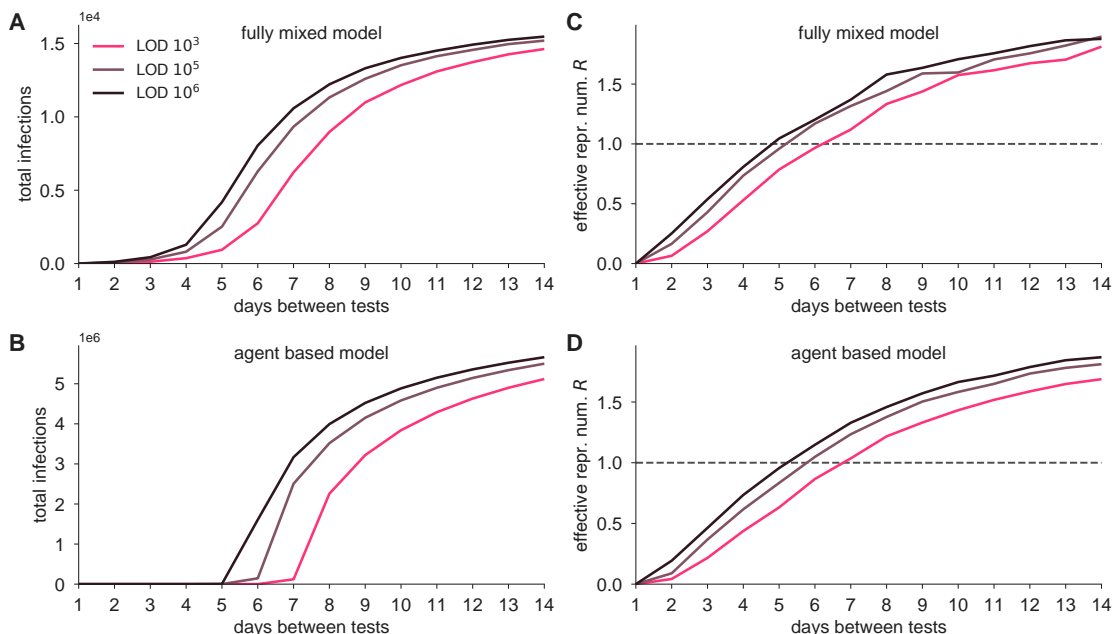 A
1e4
fully mixed model
LOD 10³
LOD 10⁵
LOD 10⁶
total infections
1.5
1.0
0.5
0.0
1 2 3 4 5 6 7 8 9 10 11 12 13 14
days between tests
C
fully mixed model
effective repr. num. R
1.5
1.0
0.5
0.0
1 2 3 4 5 6 7 8 9 10 11 12 13 14
days between tests
B
1e6
agent based model
total infections
5
4
3
2
1
0
1 2 3 4 5 6 7 8 9 10 11 12 13 14
days between tests
D
agent based model
effective repr. num. R
1.5
1.0
0.5
0.0
1 2 3 4 5 6 7 8 9 10 11 12 13 14
days between tests